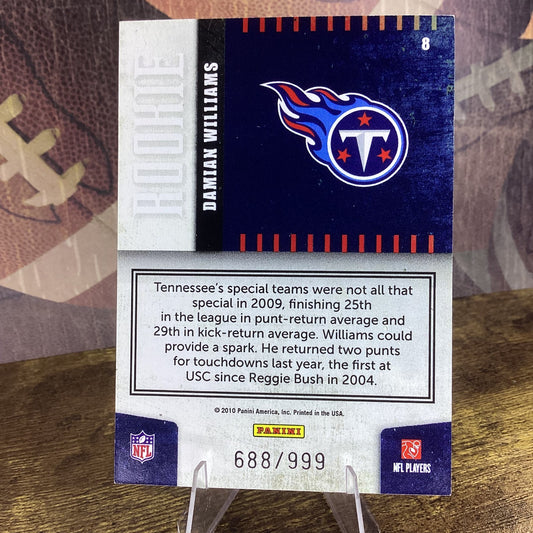 8
ROOKIE
DAMIAN WILLIAMS
T
Tennessee's special teams were not all that
special in 2009, finishing 25th
in the league in punt-return average and
29th in kick-return average. Williams could
provide a spark. He returned two punts
for touchdowns last year, the first at
USC since Reggie Bush in 2004.
© 2010 Panini America, Inc. Printed in the USA.
PANINI
NFL
688/999
NFL PLAYERS